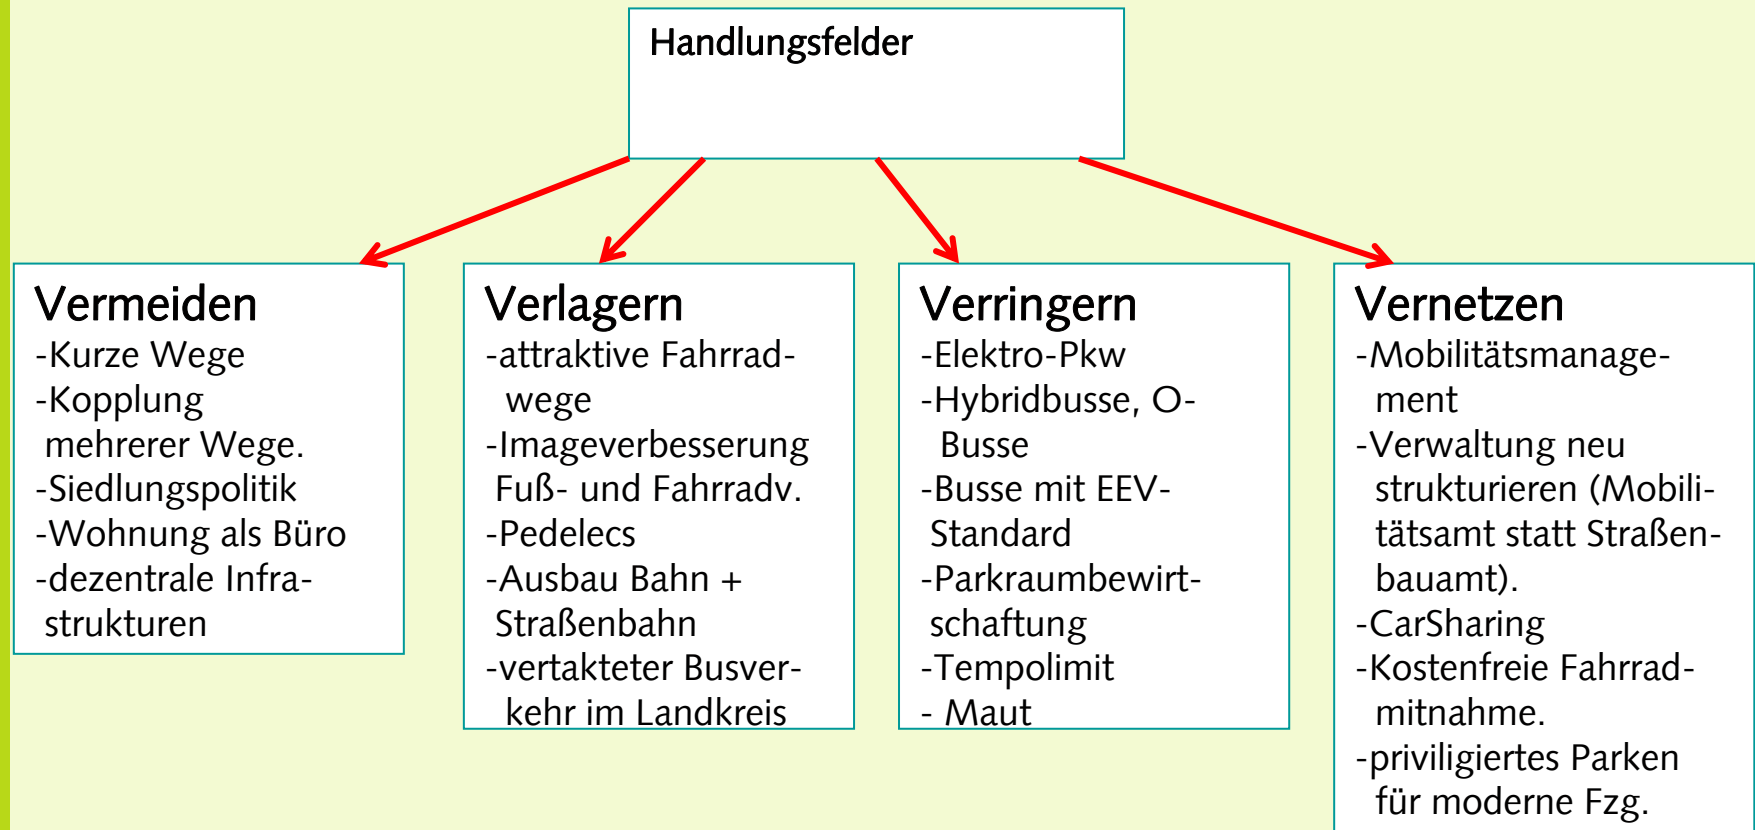 Handlungsfelder
Vermeiden
-Kurze Wege
-Kopplung
mehrerer Wege.
-Siedlungspolitik
-Wohnung als Büro
-dezentrale Infra-
strukturen
Verlagern
-attraktive Fahrrad-
wege
-Imageverbesserung
Fuß- und Fahrradv.
-Pedelecs
-Ausbau Bahn +
Straßenbahn
-vertakteter Busver-
kehr im Landkreis
Verringern
-Elektro-Pkw
-Hybridbusse, O-
Busse
-Busse mit EEV-
Standard
-Parkraumbewirt-
schaftung
-Tempolimit
- Maut
Vernetzen
-Mobilitätsmanage-
ment
-Verwaltung neu
strukturieren (Mobili-
tätsamt statt Straßen-
bauamt).
-CarSharing
-Kostenfreie Fahrrad-
mitnahme.
-priviligiertes Parken
für moderne Fzg.